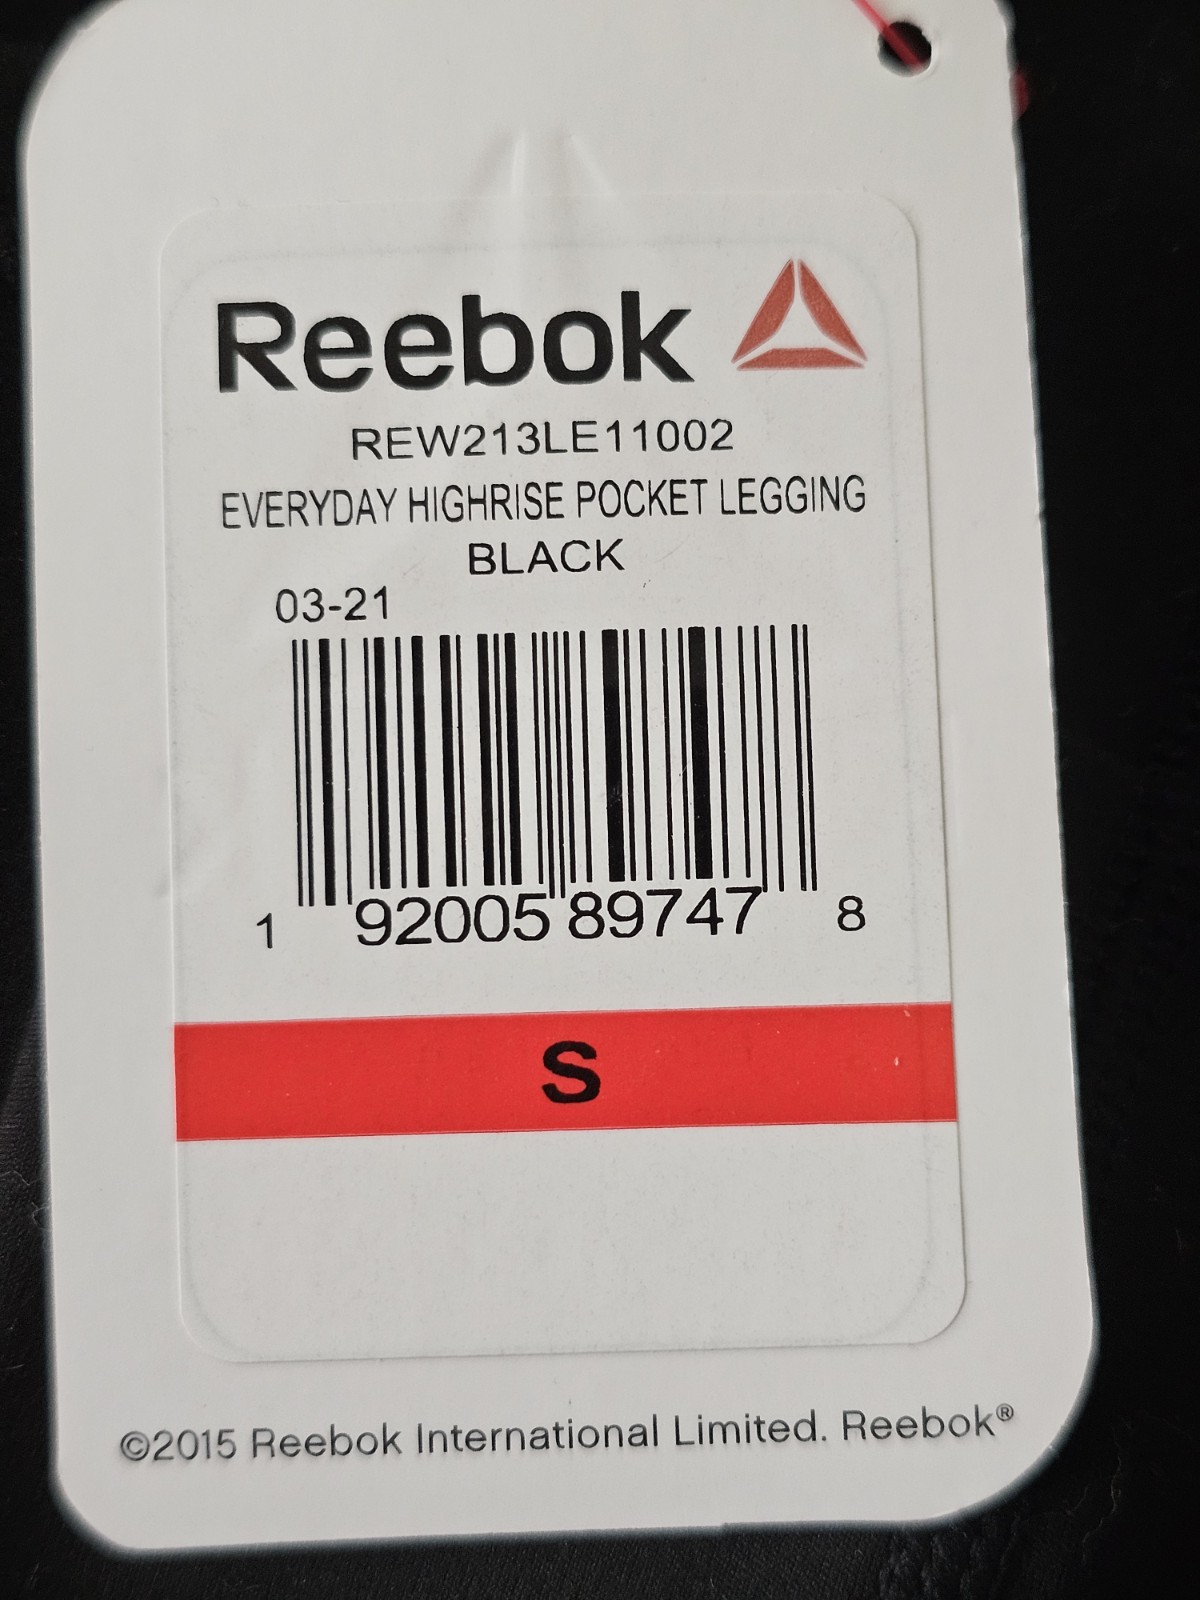 Reebok
REW213LE11002
EVERYDAY HIGHRISE POCKET LEGGING
BLACK
03-21
1 92005 89747 8
S
©2015 Reebok International Limited. Reebok®